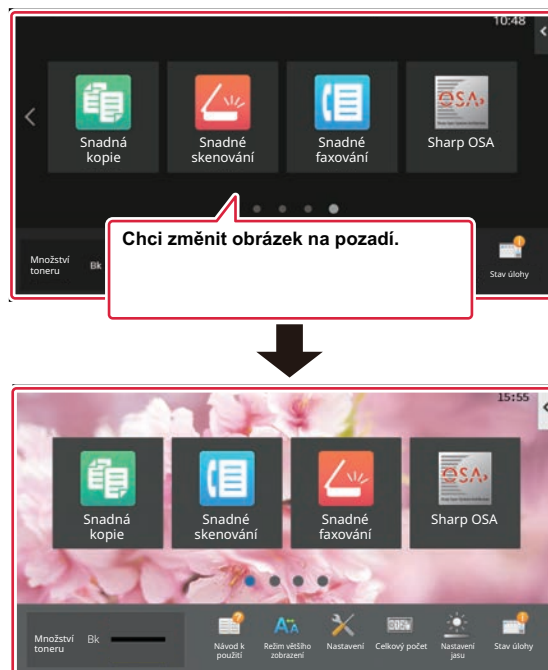 10:48
Snadná
kopie
Snadné
skenování
Snadné
faxování
OSA
Sharp OSA
Chci změnit obrázek na pozadí.
Množství
toneru
Bk
Stav úlohy
15:55
Snadná
kopie
Snadné
skenování
Snadné
faxování
OSA
Sharp OSA
Množství
toneru
Bk
Návod k
použití
Režim většího
zobrazení
Nastavení
Celkový počet
Nastavení
jasu
Stav úlohy